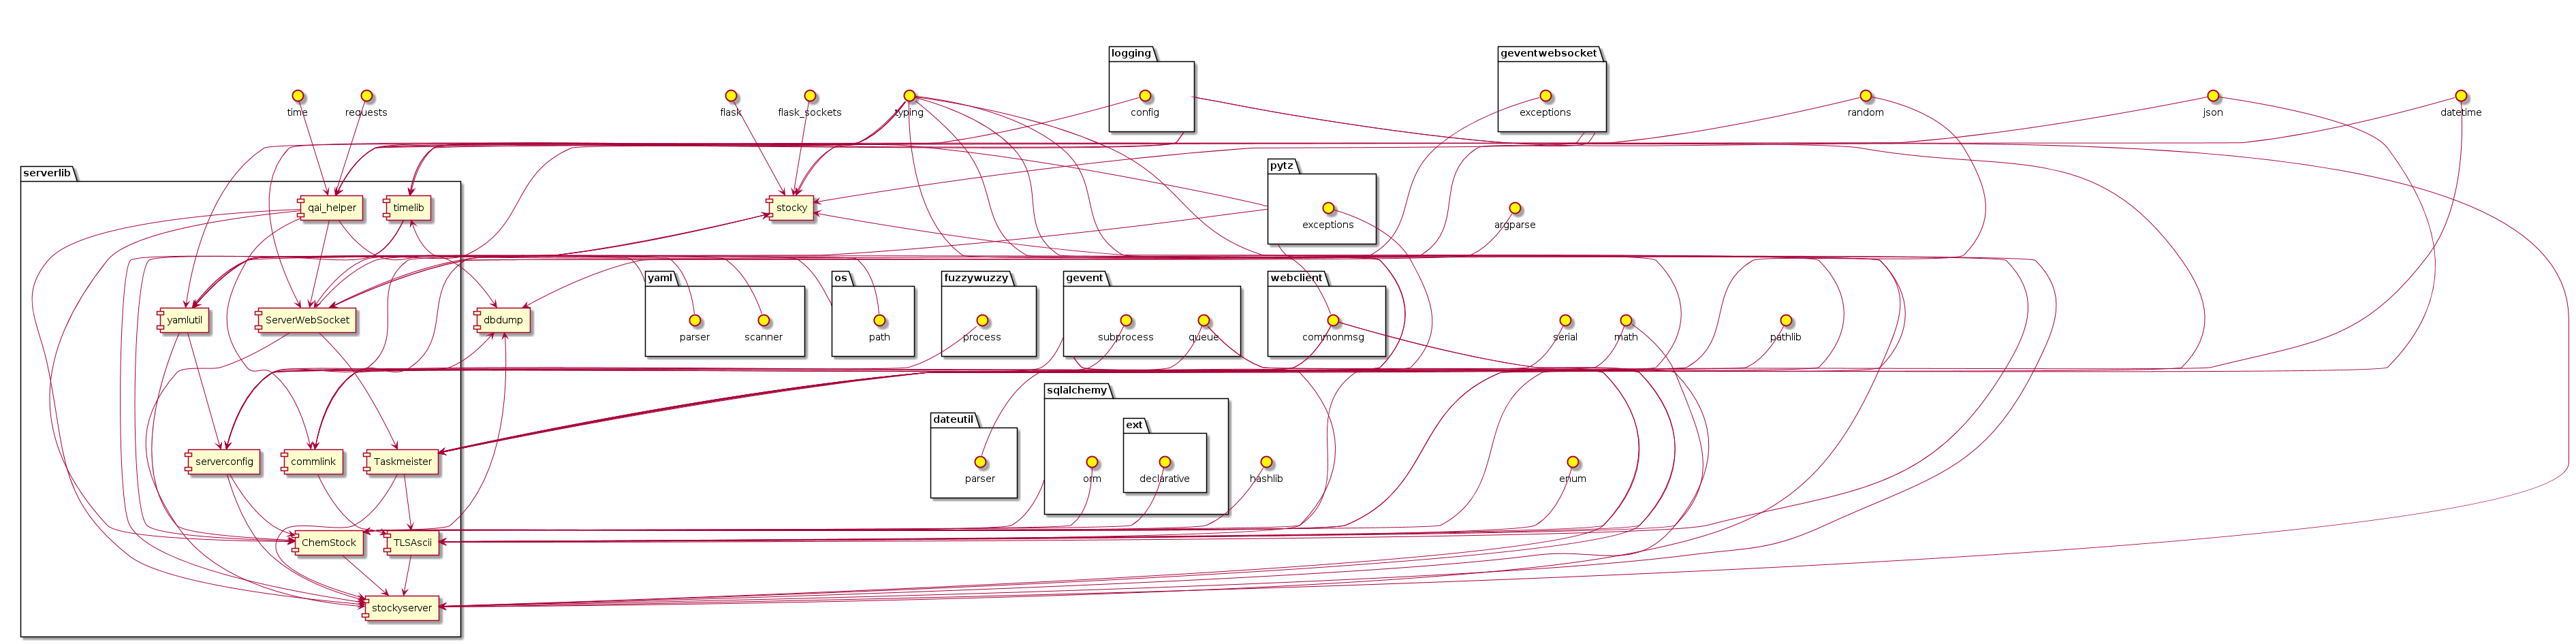 logging
geventwebsocket
time
requests
flask
flask_sockets
typing
config
exceptions
random
json
datetime
serverlib
pytz
qai_helper
timelib
stocky
exceptions
argparse
yaml
os
fuzzywuzzy
gevent
webclient
yamlutil
ServerWebSocket
dbdump
parser
scanner
path
process
subprocess
queue
commonmsg
serial
math
pathlib
sqlalchemy
dateutil
ext
serverconfig
commlink
Taskmeister
parser
orm
declarative
hashlib
enum
ChemStock
TLSAscii
stockyserver